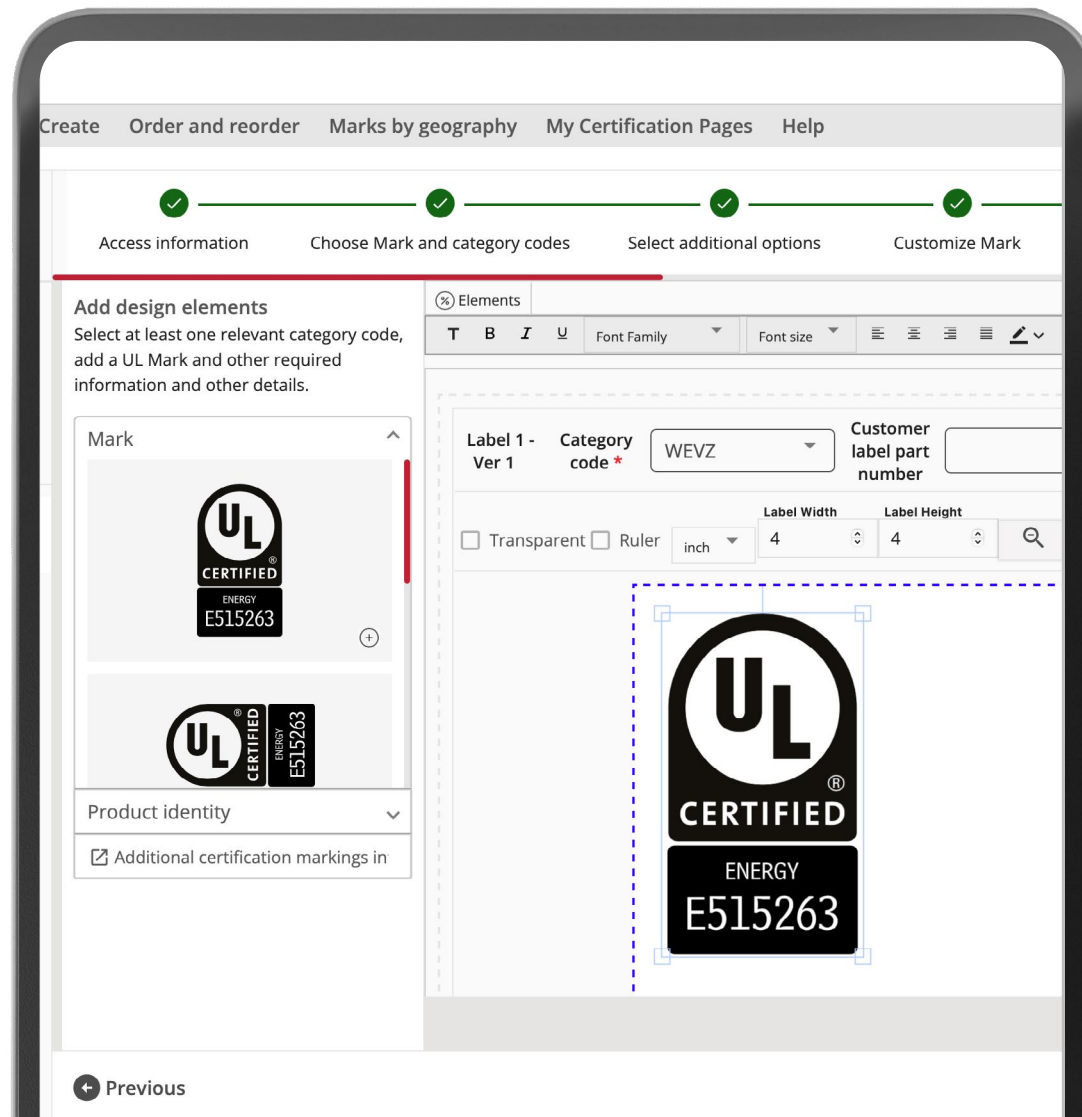 Create Order and reorder Marks by geography My Certification Pages Help
Access information Choose Mark and category codes Select additional options Customize Mark
Add design elements
Select at least one relevant category code,
add a UL Mark and other required
information and other details.
Mark
UL
®
CERTIFIED
ENERGY
E515263
UL
®
CERTIFIED
ENERGY
E515263
Product identity
Additional certification markings in
Elements
T B I U Font Family Font size
Label 1 -
Ver 1
Category
code *
WEVZ
Customer
label part
number
Transparent Ruler inch
Label Width
4
Label Height
4
UL
®
CERTIFIED
ENERGY
E515263
Previous